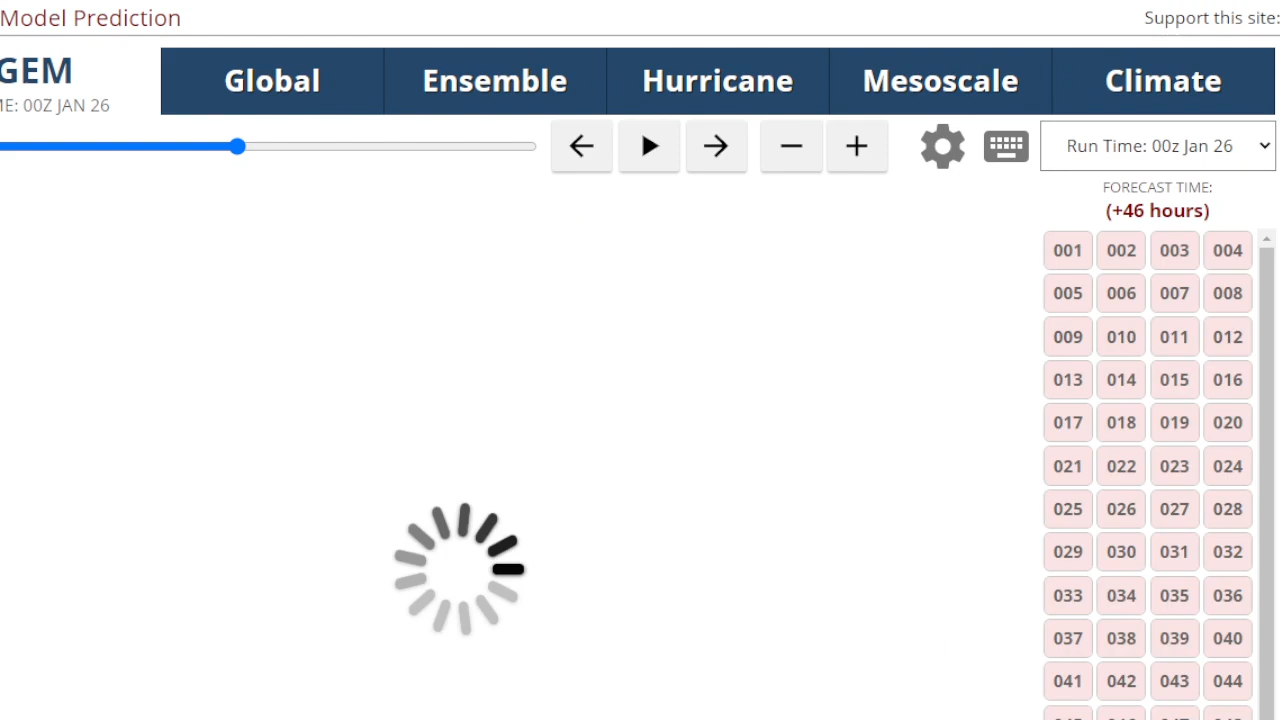 Model Prediction
Support this site:
GEM
ME: 00Z JAN 26
Global
Ensemble
Hurricane
Mesoscale
Climate
Run Time: 00z Jan 26
FORECAST TIME:
(+46 hours)
001 002 003 004
005 006 007 008
009 010 011 012
013 014 015 016
017 018 019 020
021 022 023 024
025 026 027 028
029 030 031 032
033 034 035 036
037 038 039 040
041 042 043 044